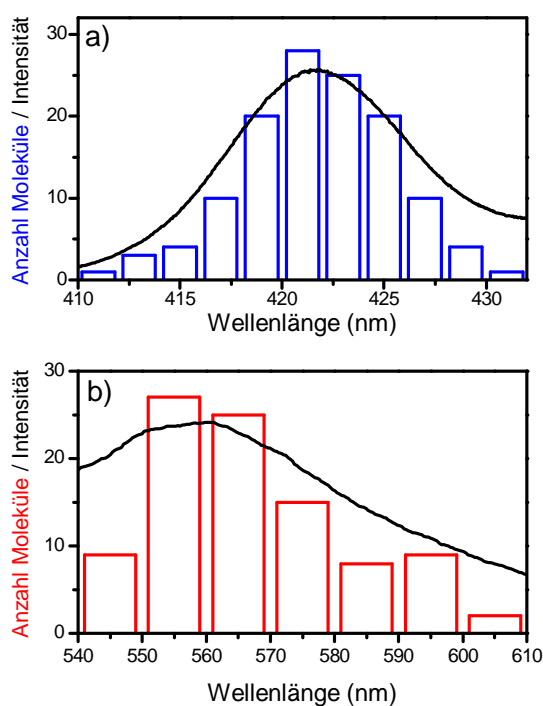 a)
30
20
10
0
Anzahl Moleküle / Intensität
410 415 420 425 430
Wellenlänge (nm)
b)
30
20
10
0
Anzahl Moleküle / Intensität
540 550 560 570 580 590 600 610
Wellenlänge (nm)